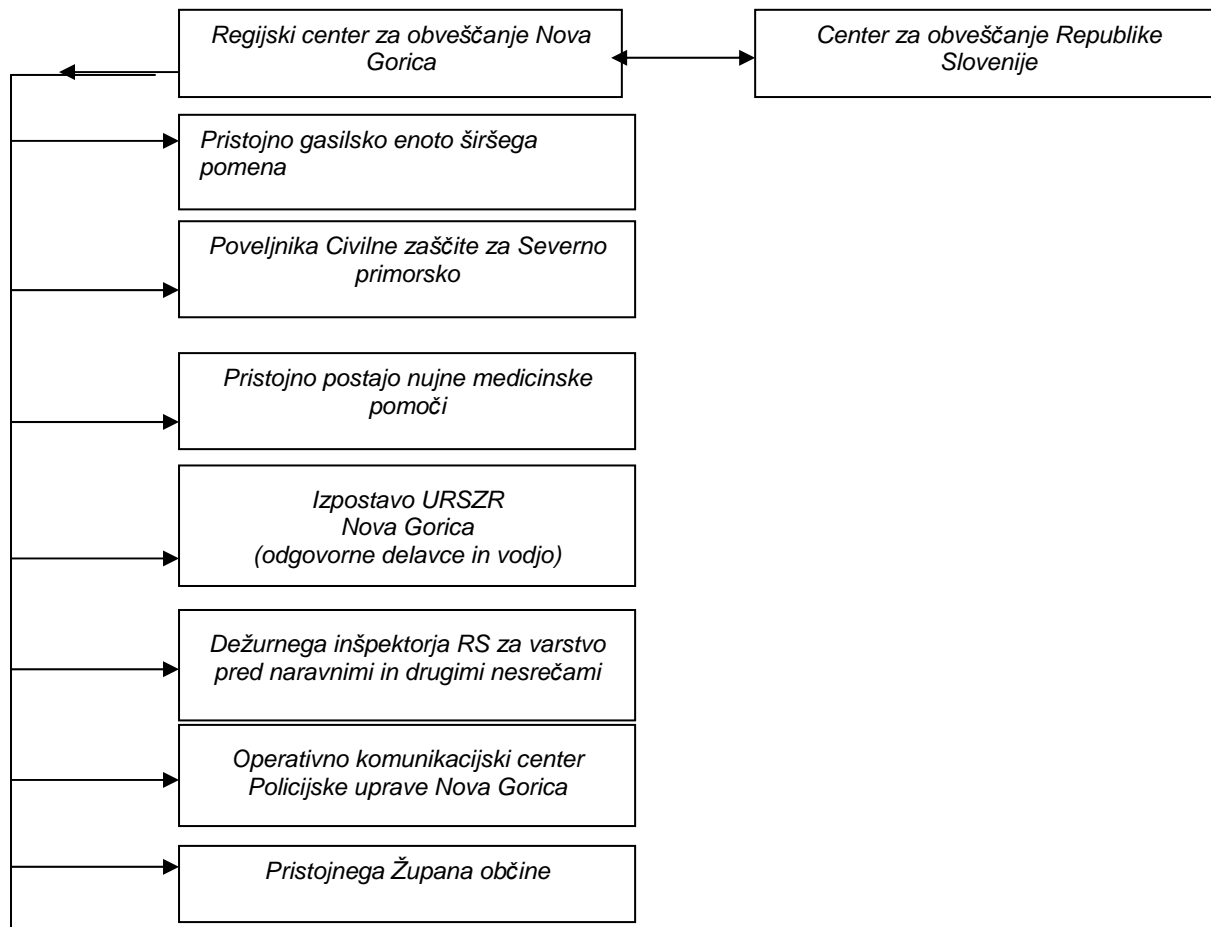 Regijski center za obveščanje Nova
Gorica
Center za obveščanje Republike
Slovenije
Pristojno gasilsko enoto širšega
pomena
Poveljnika Civilne zaščite za Severno
primorsko
Pristojno postajo nujne medicinske
pomoči
Izpostavo URSZR
Nova Gorica
(odgovorne delavce in vodjo)
Dežurnega inšpektorja RS za varstvo
pred naravnimi in drugimi nesrečami
Operativno komunikacijski center
Policijske uprave Nova Gorica
Pristojnega Župana občine